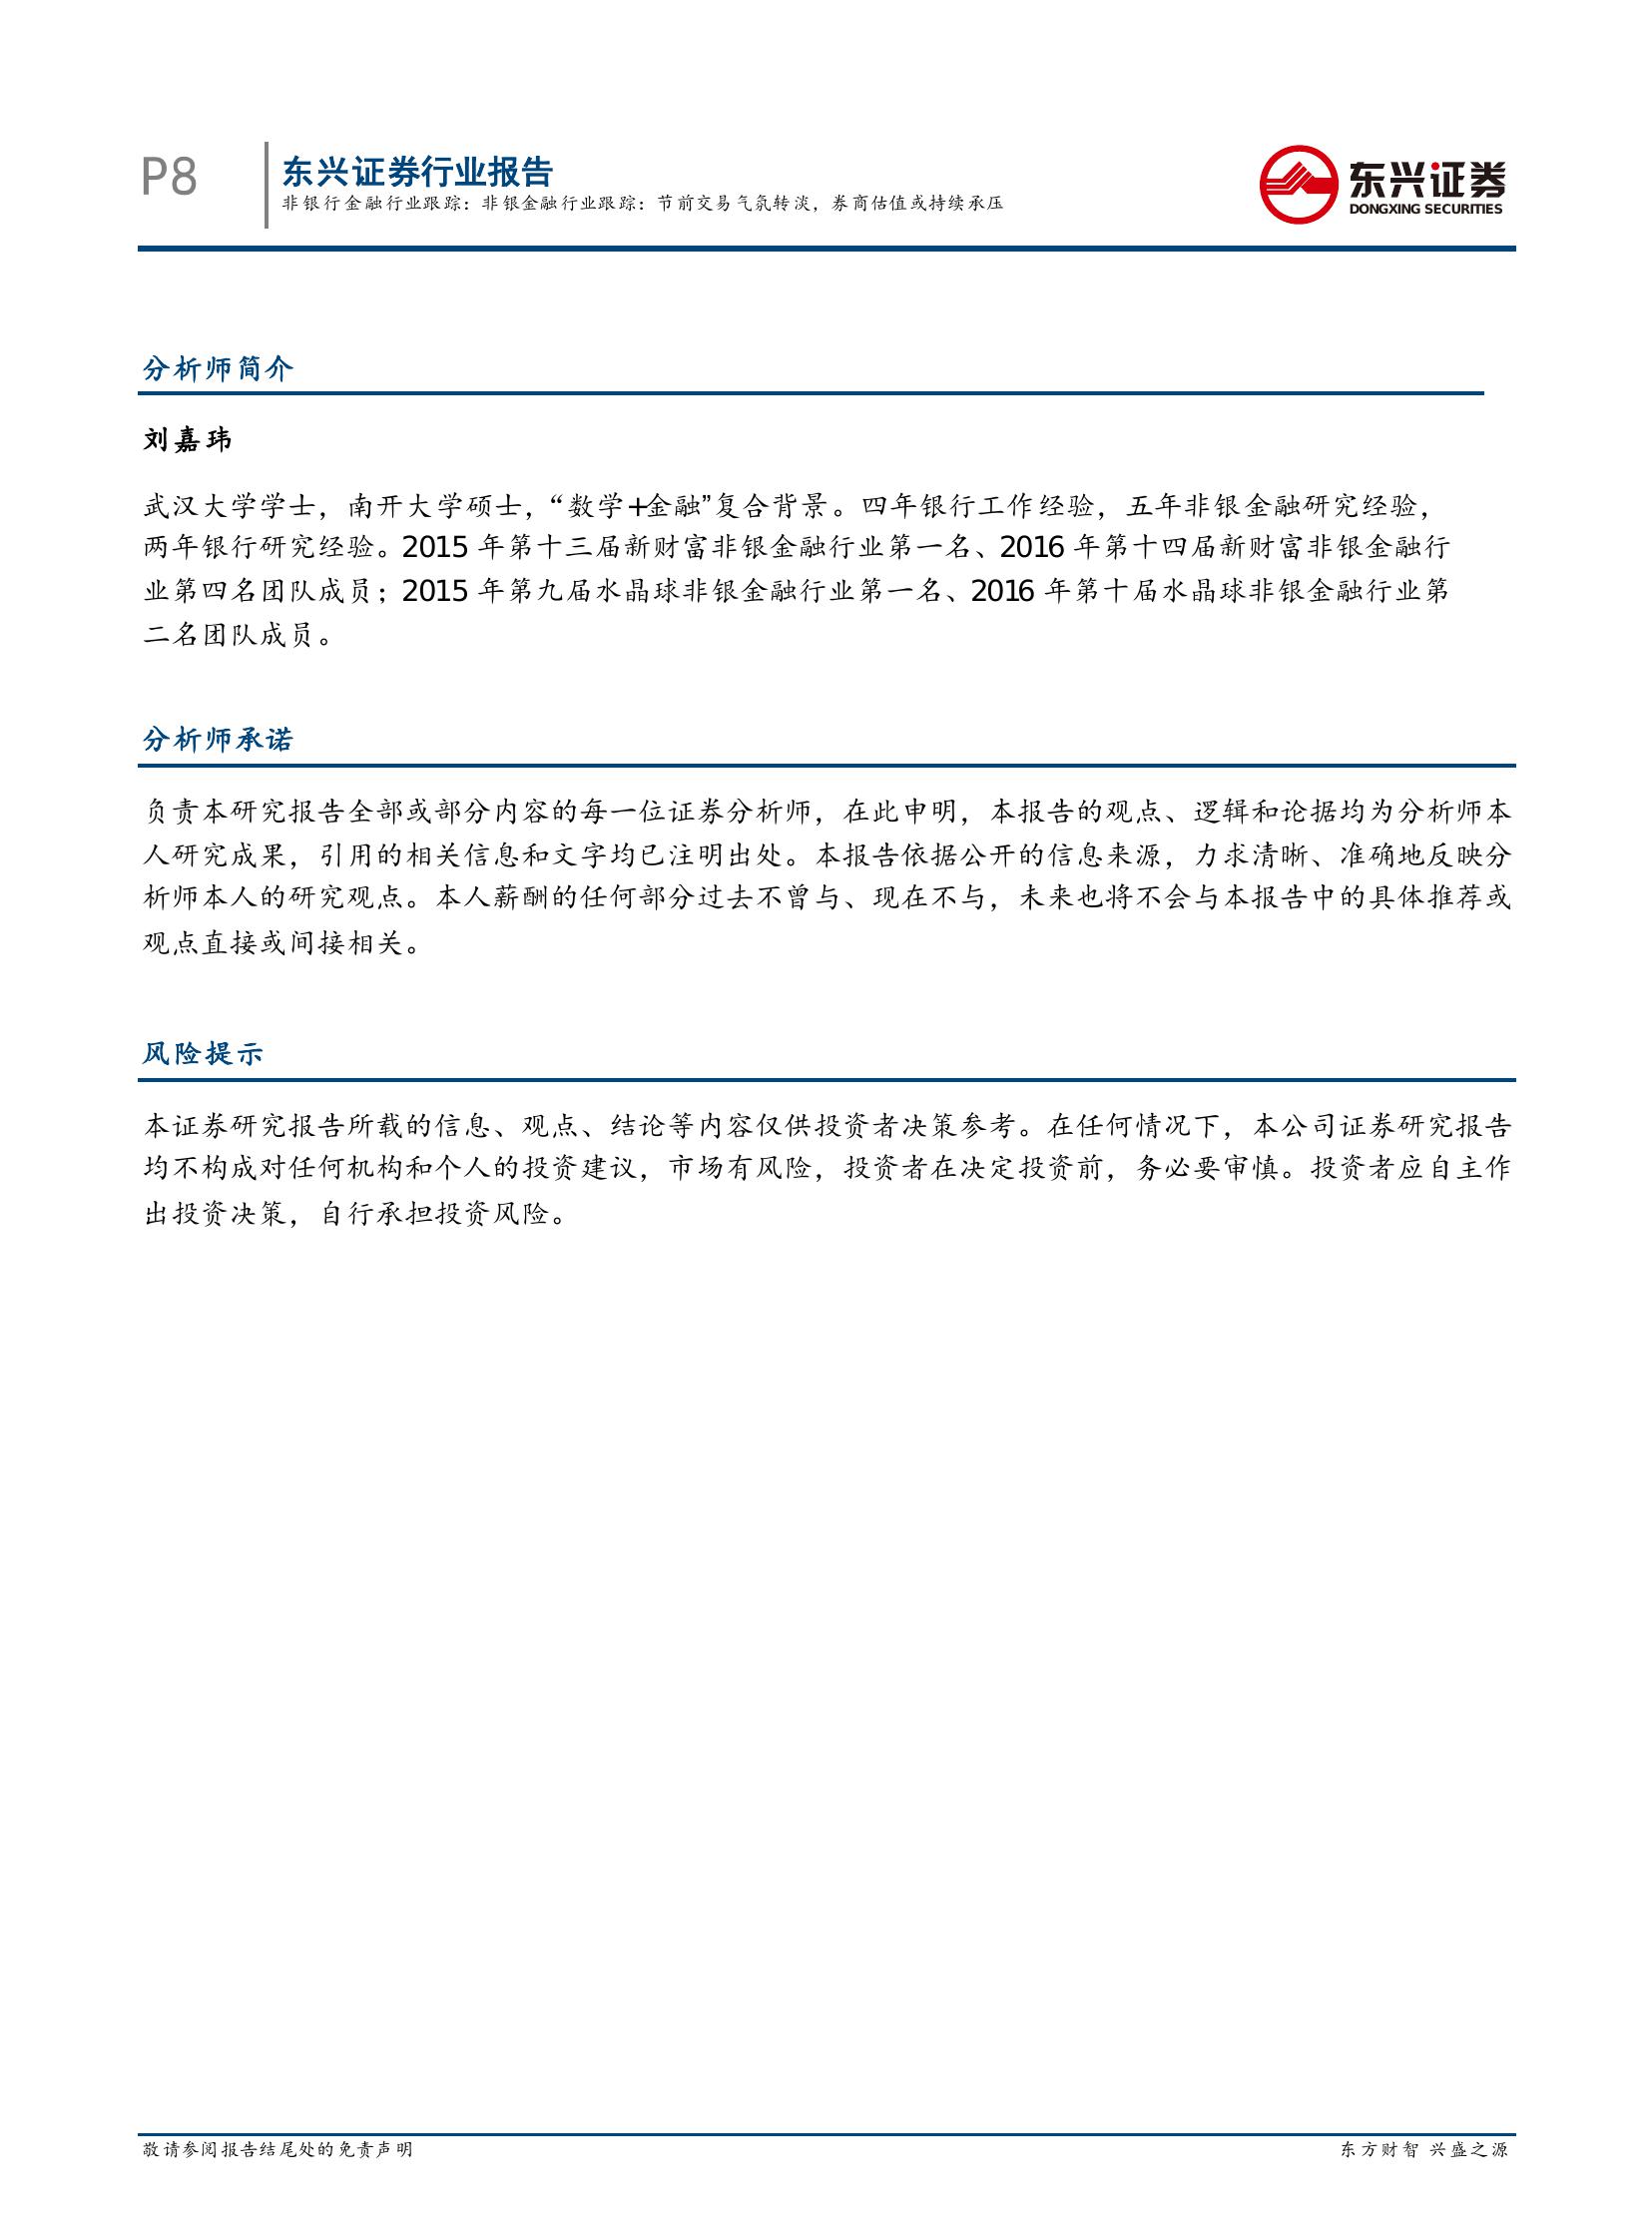 P8
东兴证券行业报告
非银行金融行业跟踪：非银金融行业跟踪：节前交易气氛转淡，券商估值或持续承压
东兴证券
DONGXING SECURITIES
分析师简介
刘嘉玮
武汉大学学士，南开大学硕士，“数学+金融”复合背景。四年银行工作经验，五年非银金融研究经验，
两年银行研究经验。2015 年第十三届新财富非银金融行业第一名、2016 年第十四届新财富非银金融行
业第四名团队成员；2015 年第九届水晶球非银金融行业第一名、2016 年第十届水晶球非银金融行业第
二名团队成员。
分析师承诺
负责本研究报告全部或部分内容的每一位证券分析师，在此申明，本报告的观点、逻辑和论据均为分析师本
人研究成果，引用的相关信息和文字均已注明出处。本报告依据公开的信息来源，力求清晰、准确地反映分
析师本人的研究观点。本人薪酬的任何部分过去不曾与、现在不与，未来也将不会与本报告中的具体推荐或
观点直接或间接相关。
风险提示
本证券研究报告所载的信息、观点、结论等内容仅供投资者决策参考。在任何情况下，本公司证券研究报告
均不构成对任何机构和个人的投资建议，市场有风险，投资者在决定投资前，务必要审慎。投资者应自主作
出投资决策，自行承担投资风险。
敬请参阅报告结尾处的免责声明
东方财智 兴盛之源